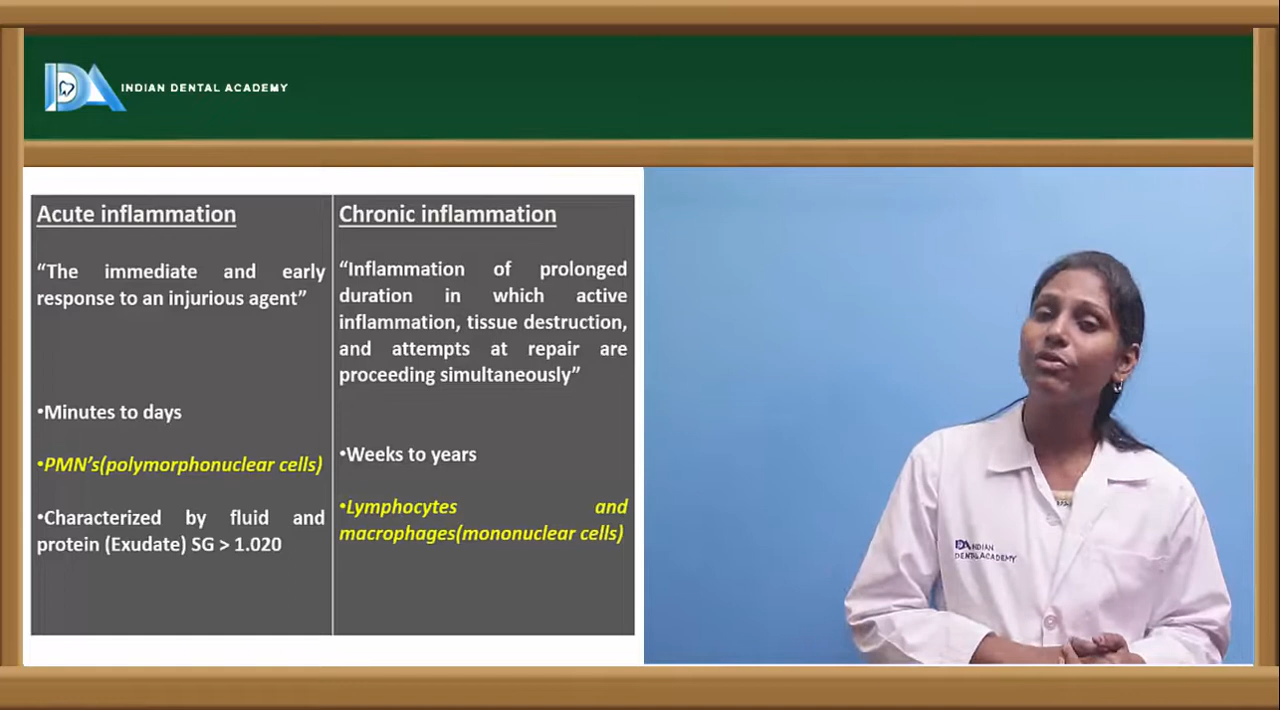 IDA INDIAN DENTAL ACADEMY
Acute inflammation
“The immediate and early
response to an injurious agent”
•Minutes to days
•PMN’s(polymorphonuclear cells)
•Characterized by fluid and
protein (Exudate) SG > 1.020
Chronic inflammation
“Inflammation of prolonged
duration in which active
inflammation, tissue destruction,
and attempts at repair are
proceeding simultaneously”
•Weeks to years
•Lymphocytes and
macrophages(mononuclear cells)
IDA INDIAN
DENTAL ACADEMY